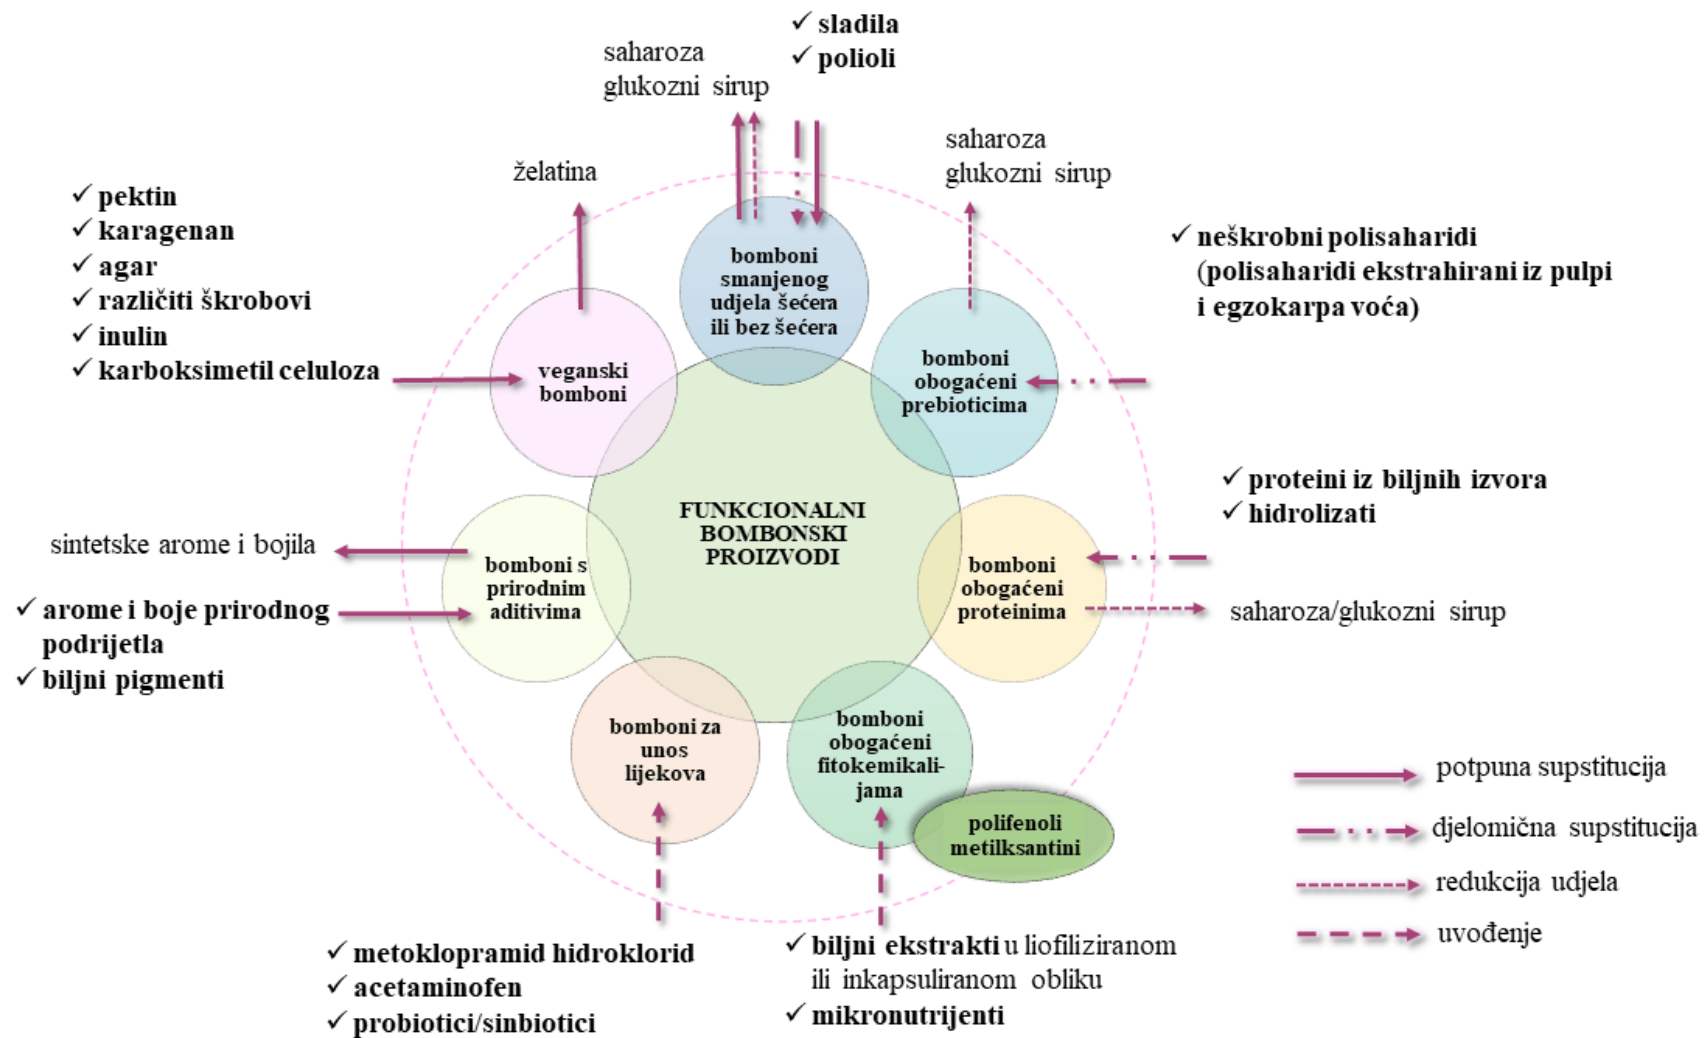 ✓ sladila
✓ polioli
saharoza
glukozni sirup
saharoza
glukozni sirup
želatina
✓ pektin
✓ karagenan
✓ agar
✓ različiti škrobovi
✓ inulin
✓ karboksimetil celuloza
✓ neškrobni polisaharidi
(polisaharidi ekstrahirani iz pulpi
i egzokarpa voća)
bomboni
smanjenog
udjela šećera
ili bez šećera
veganski
bomboni
bomboni
obogaćeni
prebioticima
✓ proteini iz biljnih izvora
✓ hidrolizati
FUNKCIONALNI
BOMBONSKI
PROIZVODI
sintetske arome i bojila
✓ arome i boje prirodnog
podrijetla
✓ biljni pigmenti
bomboni s
prirodnim
aditivima
bomboni
obogaćeni
proteinima
saharoza/glukozni sirup
bomboni za
unos
lijekova
bomboni
obogaćeni
fitokemikali-
jama
polifenoli
metilksantini
✓ metoklopramid hidroklorid
✓ acetaminofen
✓ probiotici/sinbiotici
✓ biljni ekstrakti u liofiliziranom
ili inkapsuliranom obliku
✓ mikronutrijenti
potpuna supstitucija
djelomična supstitucija
redukcija udjela
uvođenje